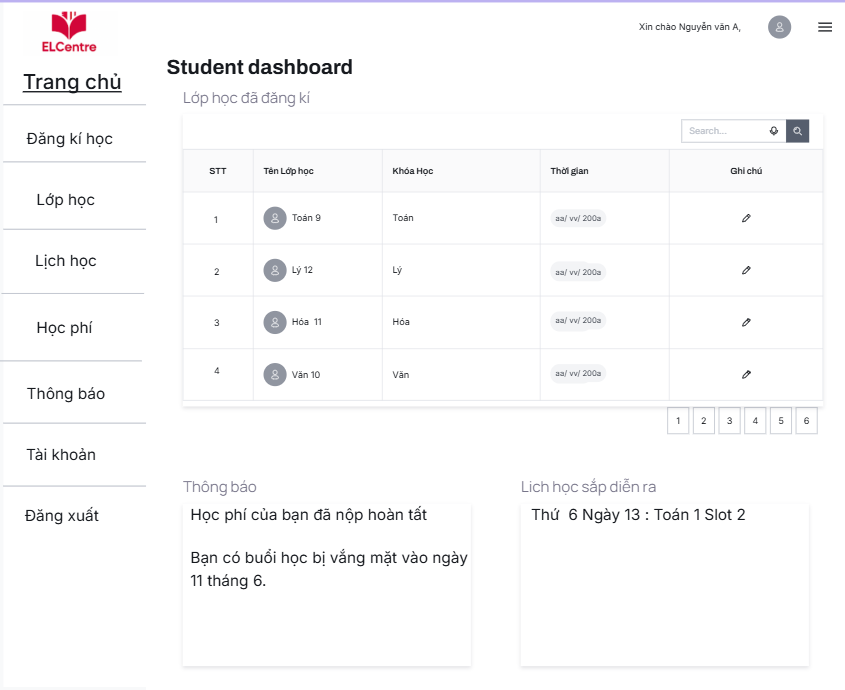 ELCentre
Xin chào Nguyễn văn A,
Trang chủ
Đăng kí học
Lớp học
Lịch học
Học phí
Thông báo
Tài khoản
Đăng xuất
Student dashboard
Lớp học đã đăng kí
Search...
STT Tên Lớp học Khóa Học Thời gian Ghi chú
1 Toán 9 Toán aa/ vv/ 200a
2 Lý 12 Lý aa/ vv/ 200a
3 Hóa 11 Hóa aa/ vv/ 200a
4 Văn 10 Văn aa/ vv/ 200a
1 2 3 4 5 6
Thông báo
Học phí của bạn đã nộp hoàn tất
Bạn có buổi học bị vắng mặt vào ngày
11 tháng 6.
Lich học sắp diễn ra
Thứ 6 Ngày 13 : Toán 1 Slot 2